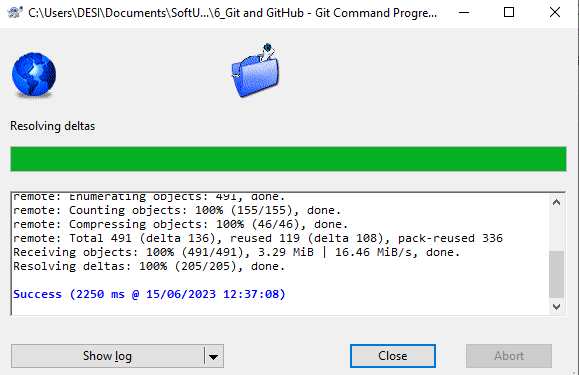 C:\Users\DESI\Documents\SoftU...\6_Git and GitHub - Git Command Progre...
Resolving deltas
remote: Enumerating objects: 491, done.
remote: Counting objects: 100% (155/155), done.
remote: Compressing objects: 100% (46/46), done.
remote: Total 491 (delta 136), reused 119 (delta 108), pack-reused 336
Receiving objects: 100% (491/491), 3.29 MiB | 16.46 MiB/s, done.
Resolving deltas: 100% (205/205), done.
Success (2250 ms @ 15/06/2023 12:37:08)
Show log
Close
Abort